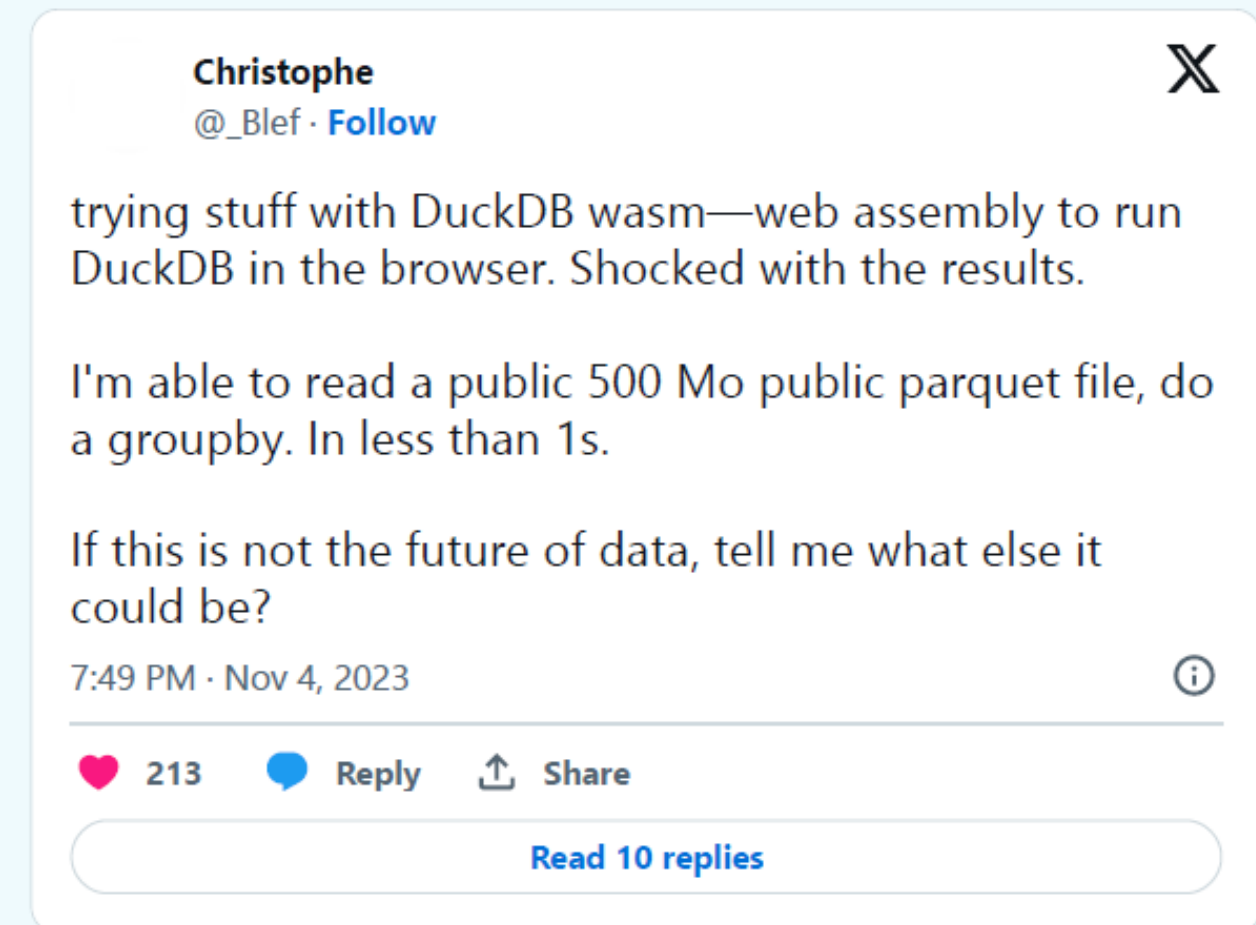 Christophe
@_Blef · Follow
trying stuff with DuckDB wasm—web assembly to run
DuckDB in the browser. Shocked with the results.
I'm able to read a public 500 Mo public parquet file, do
a groupby. In less than 1s.
If this is not the future of data, tell me what else it
could be?
7:49 PM · Nov 4, 2023
213 Reply Share
Read 10 replies